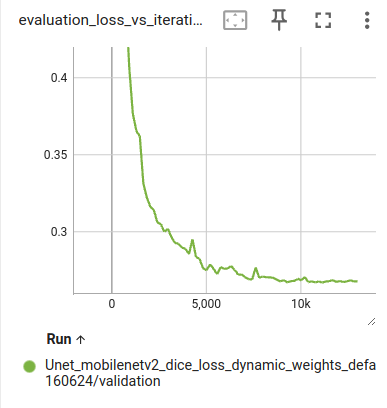 evaluation_loss_vs_iterati...
0.4
0.35
0.3
0
5,000
10k
Run ↑
Unet_mobilenetv2_dice_loss_dynamic_weights_defa
160624/validation